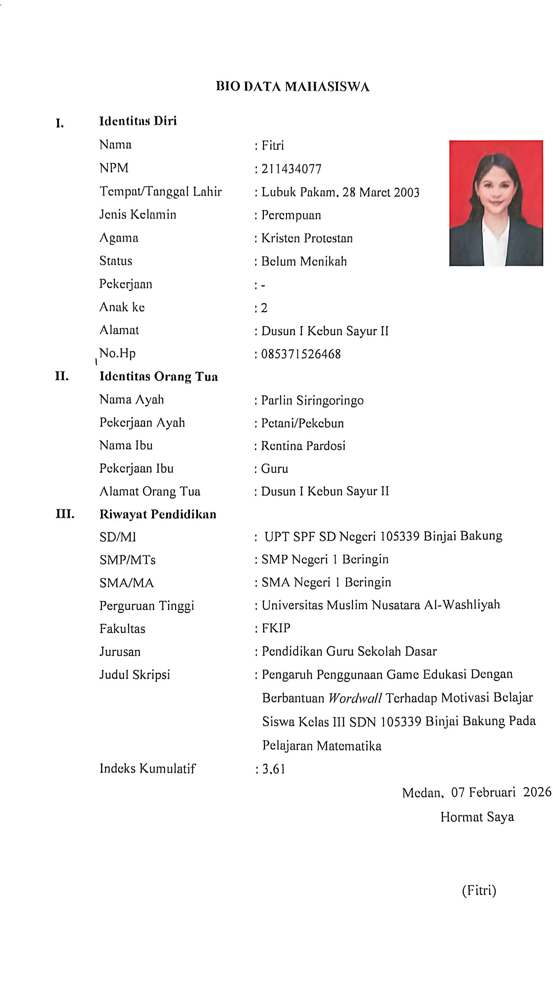 BIO DATA MAHASISWA
I. Identitas Diri
Nama : Fitri
NPM : 211434077
Tempat/Tanggal Lahir : Lubuk Pakam, 28 Maret 2003
Jenis Kelamin : Perempuan
Agama : Kristen Protestan
Status : Belum Menikah
Pekerjaan : -
Anak ke : 2
Alamat : Dusun I Kebun Sayur II
No.Hp : 085371526468
II. Identitas Orang Tua
Nama Ayah : Parlin Siringoringo
Pekerjaan Ayah : Petani/Pekebun
Nama Ibu : Rentina Pardosi
Pekerjaan Ibu : Guru
Alamat Orang Tua : Dusun I Kebun Sayur II
III. Riwayat Pendidikan
SD/MI : UPT SPF SD Negeri 105339 Binjai Bakung
SMP/MTs : SMP Negeri 1 Beringin
SMA/MA : SMA Negeri 1 Beringin
Perguruan Tinggi : Universitas Muslim Nusatara Al-Washliyah
Fakultas : FKIP
Jurusan : Pendidikan Guru Sekolah Dasar
Judul Skripsi : Pengaruh Penggunaan Game Edukasi Dengan
Berbantuan Wordwall Terhadap Motivasi Belajar
Siswa Kelas III SDN 105339 Binjai Bakung Pada
Pelajaran Matematika
Indeks Kumulatif : 3,61
Medan, 07 Februari 2026
Hormat Saya
(Fitri)